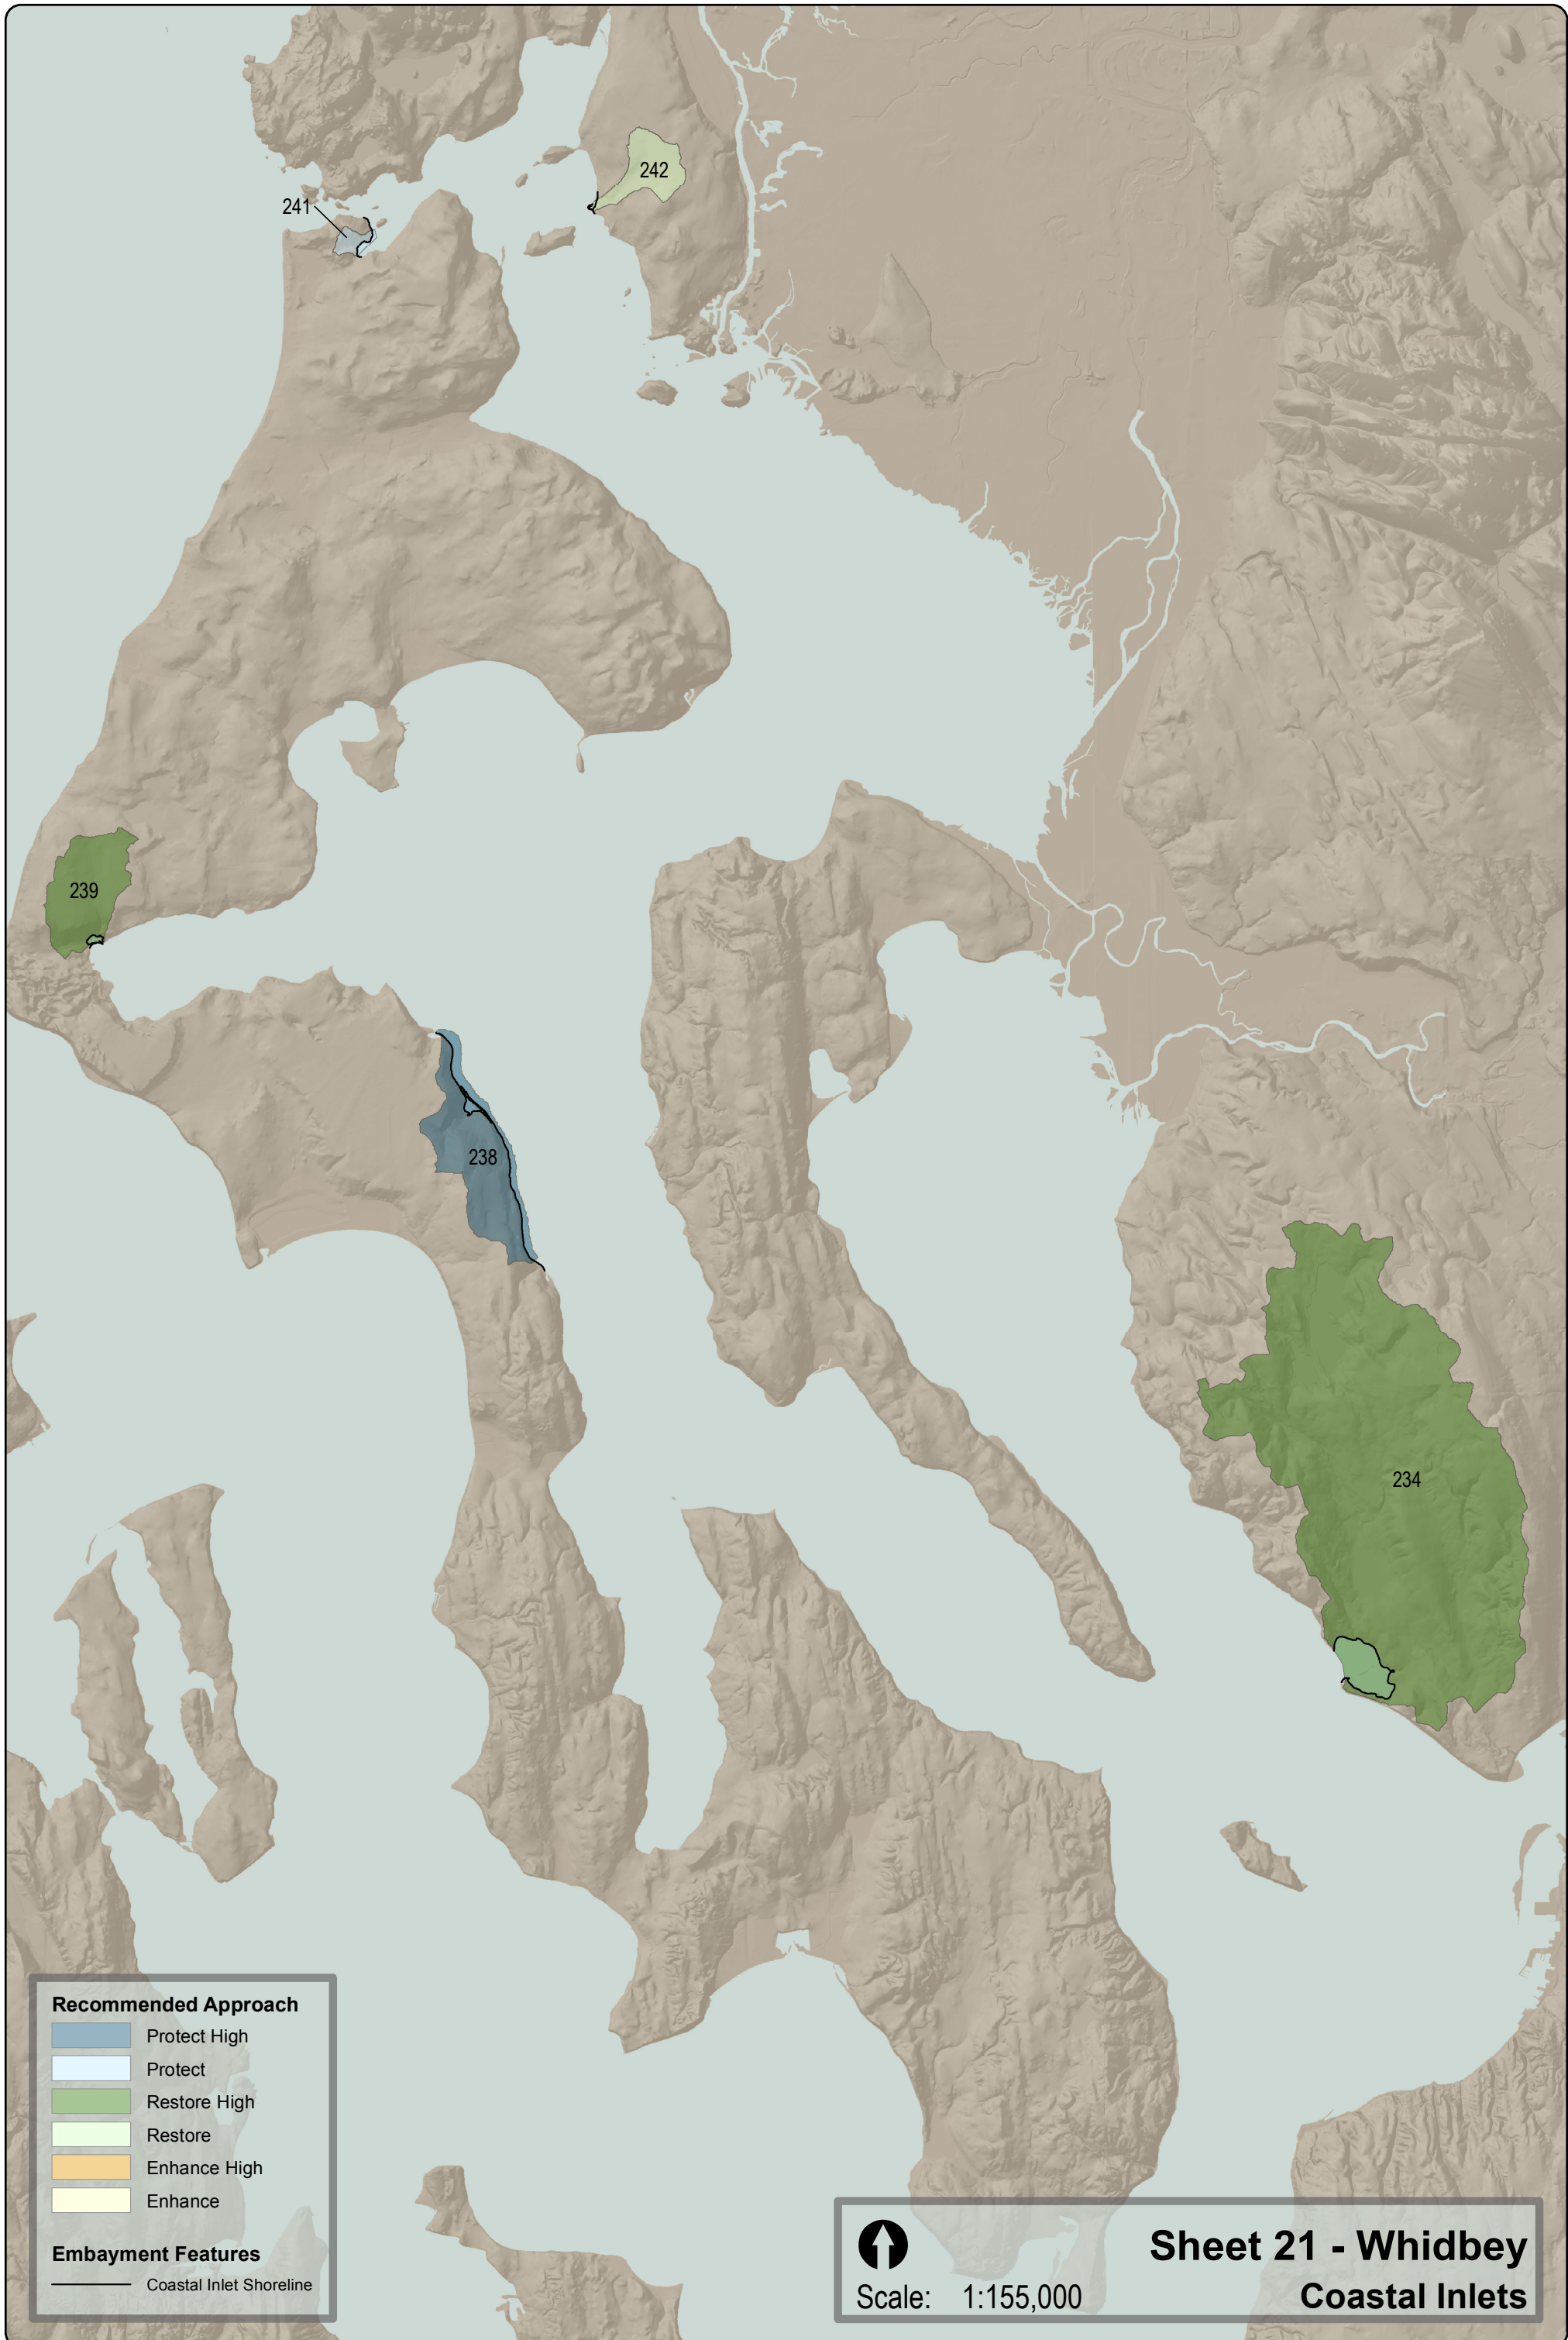 242
241
239
238
234
Recommended Approach
Protect High
Protect
Restore High
Restore
Enhance High
Enhance
Embayment Features
Coastal Inlet Shoreline
Sheet 21 - Whidbey
Scale: 1:155,000
Coastal Inlets